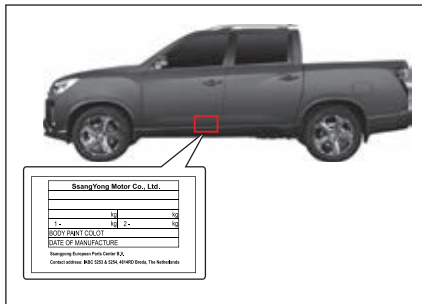 SsangYong Motor Co., Ltd.
kg kg
1 - kg 2 - kg
BODY PAINT COLOT
DATE OF MANUFACTURE
Ssangyong European Parts Center B.V,
Contact address: IABC 5253 & 5254, 4814RD Breda, The Netherlands